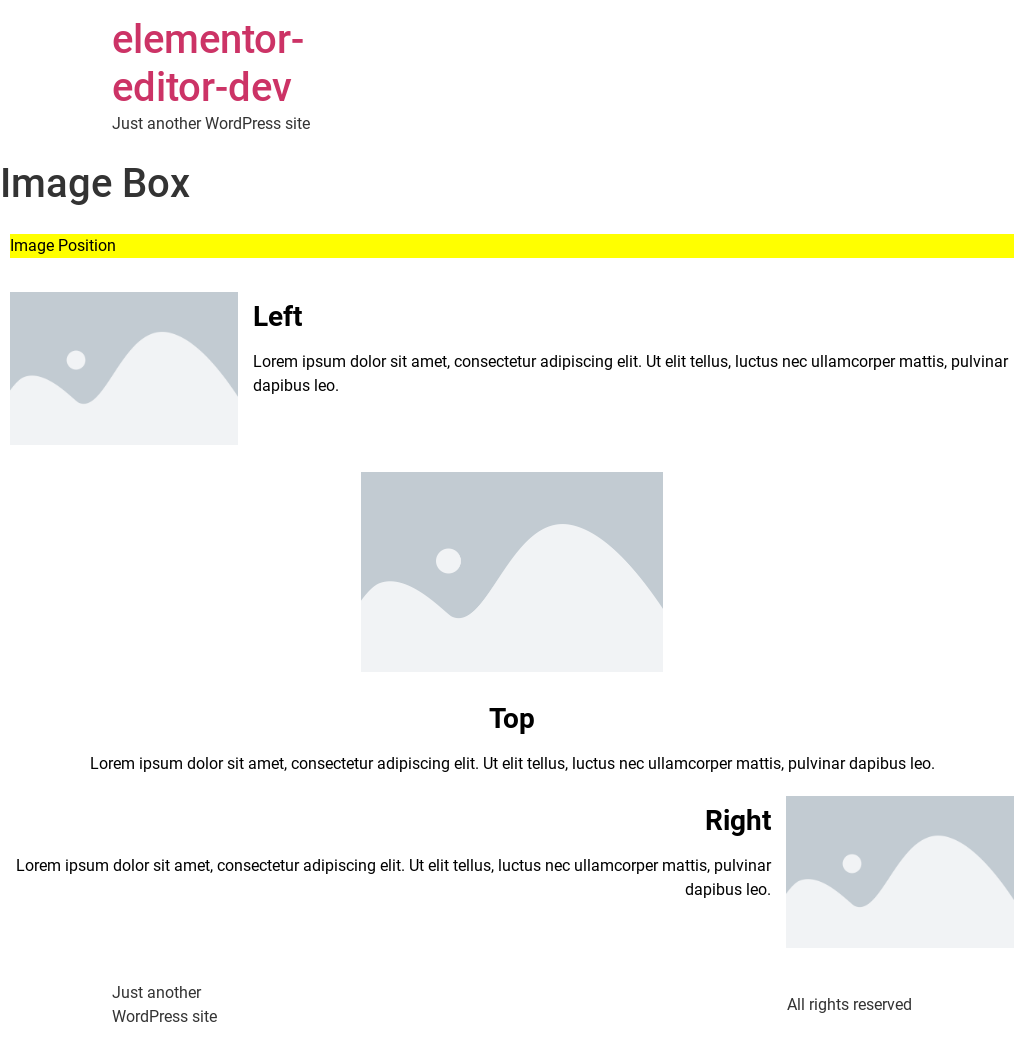 elementor-
editor-dev
Just another WordPress site
Image Box
Image Position
Left
Lorem ipsum dolor sit amet, consectetur adipiscing elit. Ut elit tellus, luctus nec ullamcorper mattis, pulvinar
dapibus leo.
Top
Lorem ipsum dolor sit amet, consectetur adipiscing elit. Ut elit tellus, luctus nec ullamcorper mattis, pulvinar dapibus leo.
Right
Lorem ipsum dolor sit amet, consectetur adipiscing elit. Ut elit tellus, luctus nec ullamcorper mattis, pulvinar
dapibus leo.
Just another
WordPress site
All rights reserved